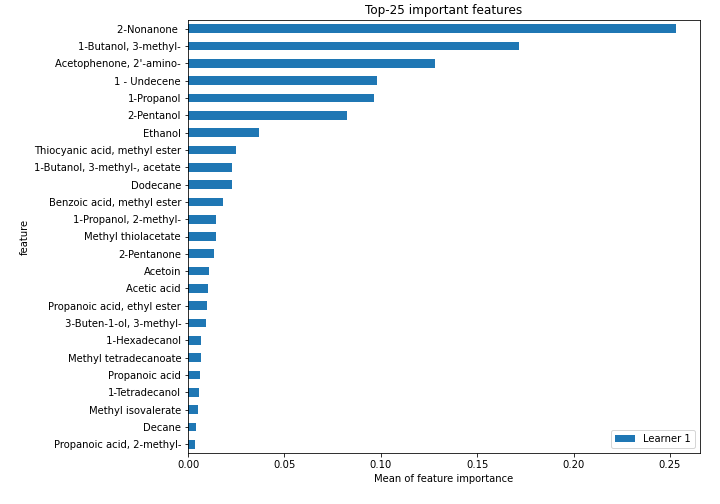 Top-25 important features
2-Nonanone
1-Butanol, 3-methyl-
Acetophenone, 2'-amino-
1 - Undecene
1-Propanol
2-Pentanol
Ethanol
Thiocyanic acid, methyl ester
1-Butanol, 3-methyl-, acetate
Dodecane
Benzoic acid, methyl ester
1-Propanol, 2-methyl-
Methyl thiolacetate
2-Pentanone
Acetoin
Acetic acid
Propanoic acid, ethyl ester
3-Buten-1-ol, 3-methyl-
1-Hexadecanol
Methyl tetradecanoate
Propanoic acid
1-Tetradecanol
Methyl isovalerate
Decane
Propanoic acid, 2-methyl-
feature
Learner 1
0.00 0.05 0.10 0.15 0.20 0.25
Mean of feature importance